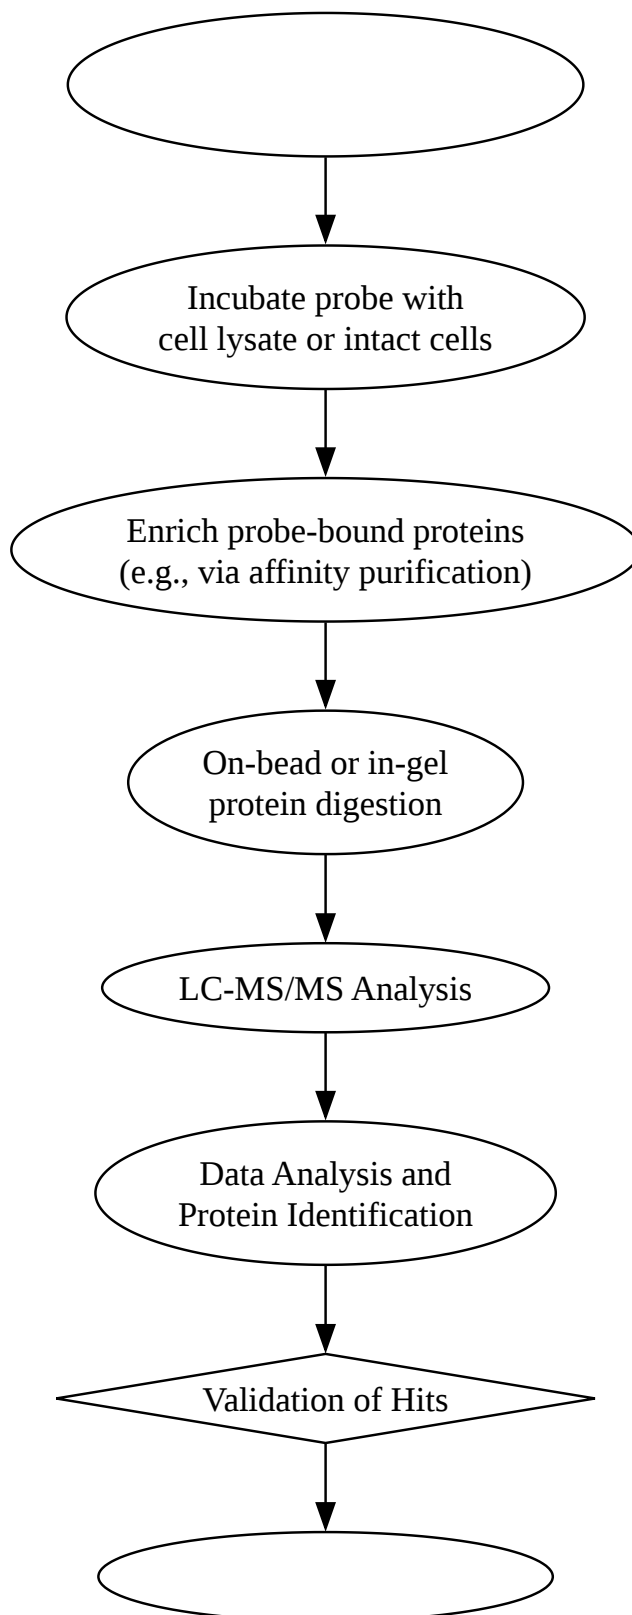 Incubate probe with
cell lysate or intact cells
Enrich probe-bound proteins
(e.g., via affinity purification)
On-bead or in-gel
protein digestion
LC-MS/MS Analysis
Data Analysis and
Protein Identification
Validation of Hits